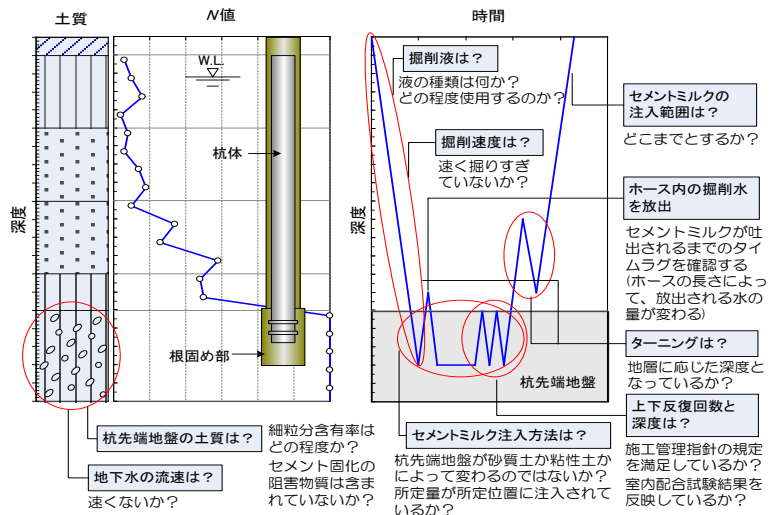 土質
N値
時間
深度
W.L.
杭体
根固め部
杭先端地盤の土質は？
細粒分含有率は
どの程度か？
セメント固化の
阻害物質は含ま
れていないか？
地下水の流速は？
速くないか？
深度
掘削液は？
液の種類は何か？
どの程度使用するのか？
掘削速度は？
速く掘りすぎ
ていないか？
セメントミルクの
注入範囲は？
どこまでとするか？
ホース内の掘削水
を放出
セメントミルクが吐
出されるまでのタイ
ムラグを確認する
(ホースの長さによっ
て、放出される水の
量が変わる)
ターニングは？
地層に応じた深度と
なっているか？
杭先端地盤
上下反復回数と
深度は？
施工管理指針の規定
を満足しているか？
室内配合試験結果を
反映しているか？
セメントミルク注入方法は？
杭先端地盤が砂質土か粘性土か
によって変わるのではないか？
所定量が所定位置に注入されて
いるか？